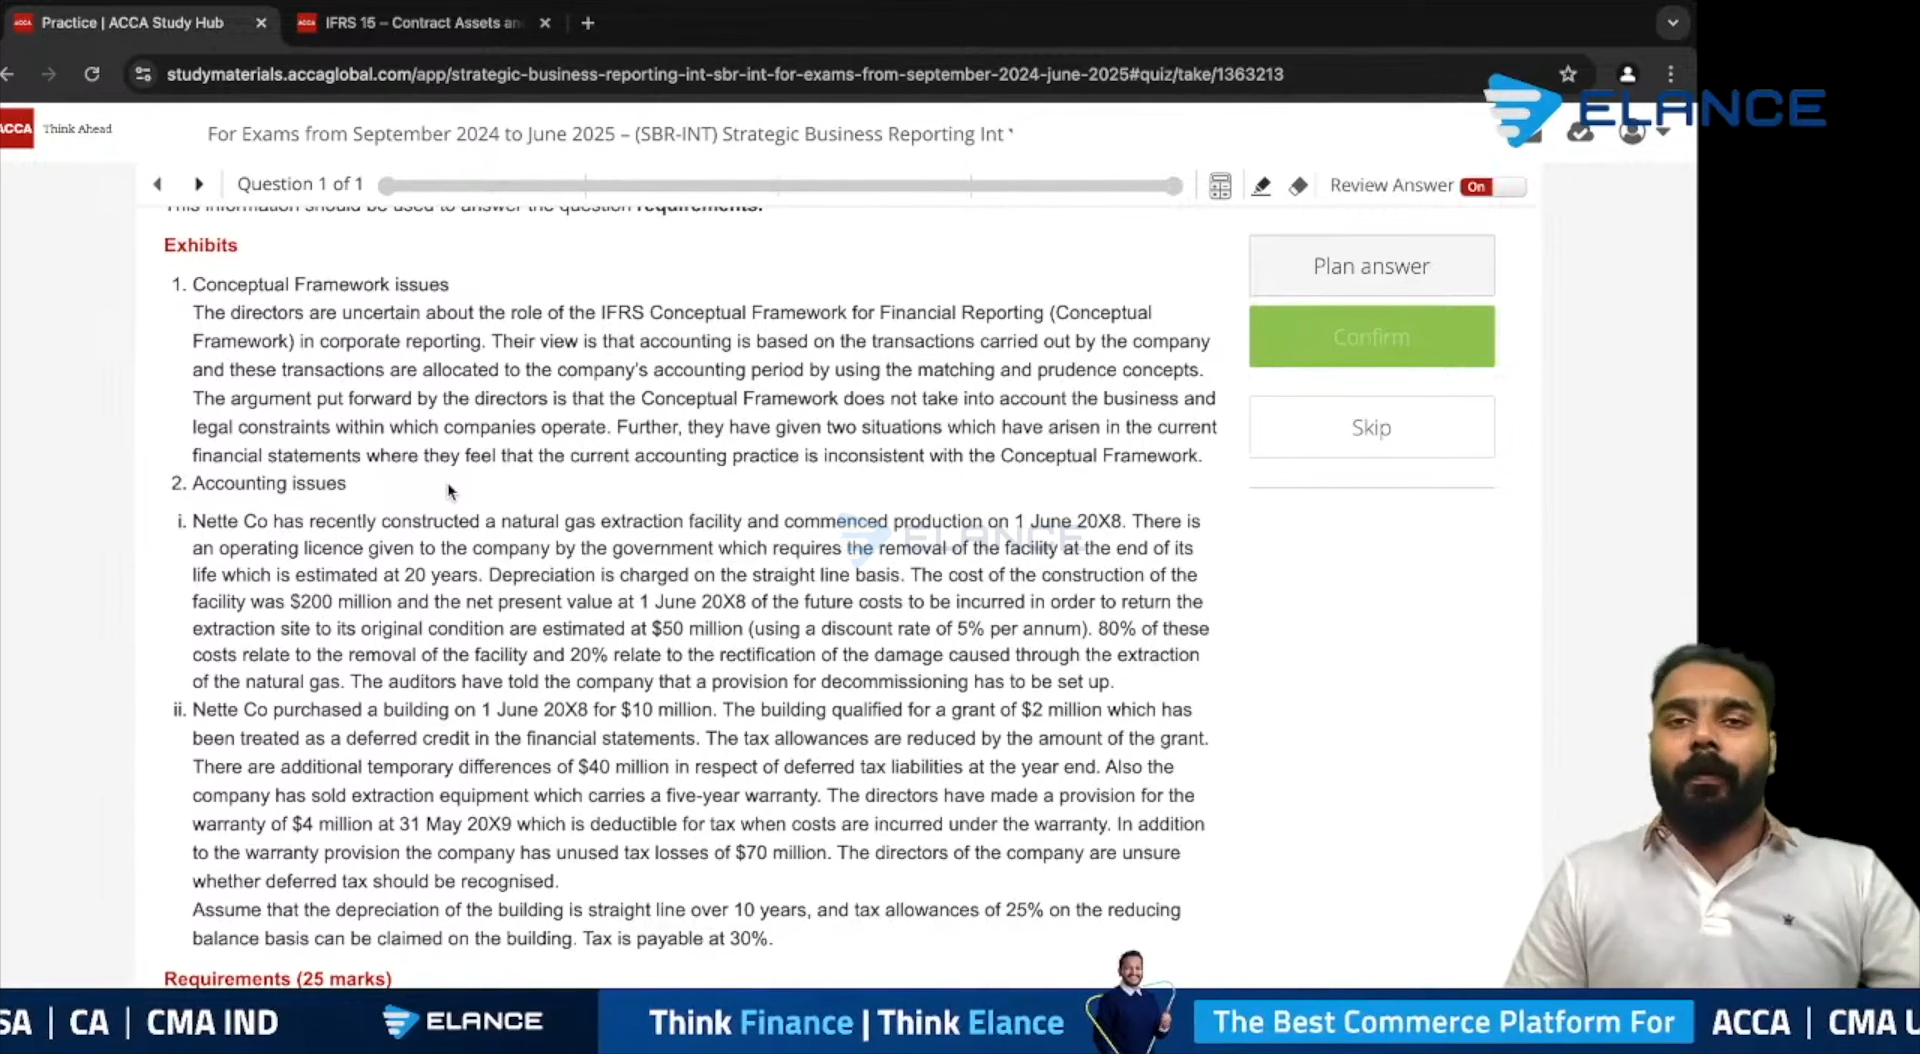 Practice | ACCA Study Hub
IFRS 15 – Contract Assets an
studymaterials.accaglobal.com/app/strategic-business-reporting-int-sbr-int-for-exams-from-september-2024-june-2025#quiz/take/1363213
ELANCE
ACCA Think Ahead
For Exams from September 2024 to June 2025 – (SBR-INT) Strategic Business Reporting Int
Question 1 of 1
Review Answer On
This information should be used to answer the question requirements.
Exhibits
1. Conceptual Framework issues
The directors are uncertain about the role of the IFRS Conceptual Framework for Financial Reporting (Conceptual
Framework) in corporate reporting. Their view is that accounting is based on the transactions carried out by the company
and these transactions are allocated to the company's accounting period by using the matching and prudence concepts.
The argument put forward by the directors is that the Conceptual Framework does not take into account the business and
legal constraints within which companies operate. Further, they have given two situations which have arisen in the current
financial statements where they feel that the current accounting practice is inconsistent with the Conceptual Framework.
2. Accounting issues
i. Nette Co has recently constructed a natural gas extraction facility and commenced production on 1 June 20X8. There is
an operating licence given to the company by the government which requires the removal of the facility at the end of its
life which is estimated at 20 years. Depreciation is charged on the straight line basis. The cost of the construction of the
facility was $200 million and the net present value at 1 June 20X8 of the future costs to be incurred in order to return the
extraction site to its original condition are estimated at $50 million (using a discount rate of 5% per annum). 80% of these
costs relate to the removal of the facility and 20% relate to the rectification of the damage caused through the extraction
of the natural gas. The auditors have told the company that a provision for decommissioning has to be set up.
ii. Nette Co purchased a building on 1 June 20X8 for $10 million. The building qualified for a grant of $2 million which has
been treated as a deferred credit in the financial statements. The tax allowances are reduced by the amount of the grant.
There are additional temporary differences of $40 million in respect of deferred tax liabilities at the year end. Also the
company has sold extraction equipment which carries a five-year warranty. The directors have made a provision for the
warranty of $4 million at 31 May 20X9 which is deductible for tax when costs are incurred under the warranty. In addition
to the warranty provision the company has unused tax losses of $70 million. The directors of the company are unsure
whether deferred tax should be recognised.
Assume that the depreciation of the building is straight line over 10 years, and tax allowances of 25% on the reducing
balance basis can be claimed on the building. Tax is payable at 30%.
Requirements (25 marks)
Plan answer
Confirm
Skip
ELANCE
SA | CA | CMA IND
ELANCE
Think Finance | Think Elance
The Best Commerce Platform For
ACCA | CMA U